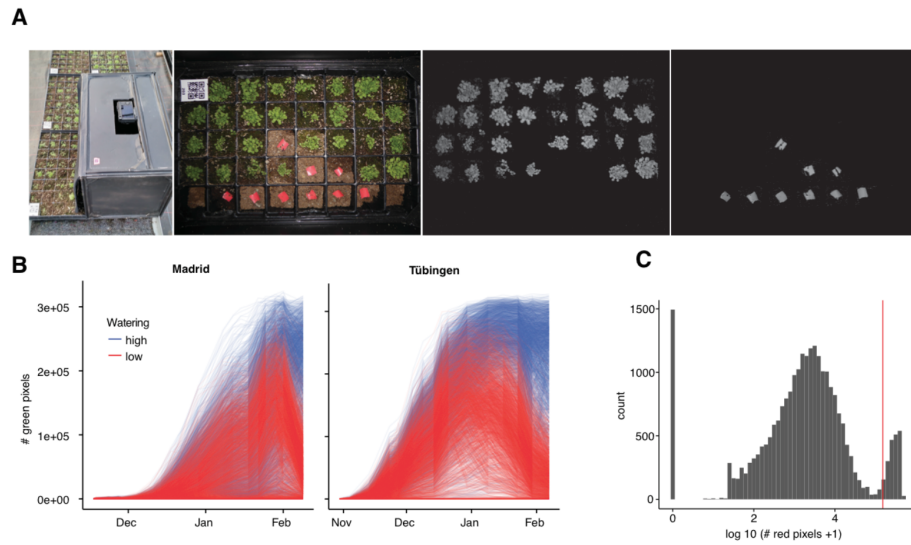 A
B
Madrid
Tübingen
3e+05
2e+05
1e+05
0e+00
# green pixels
Watering
high
low
Dec
Jan
Feb
Nov
Dec
Jan
Feb
C
1500
1000
500
0
count
0
2
4
log 10 (# red pixels +1)